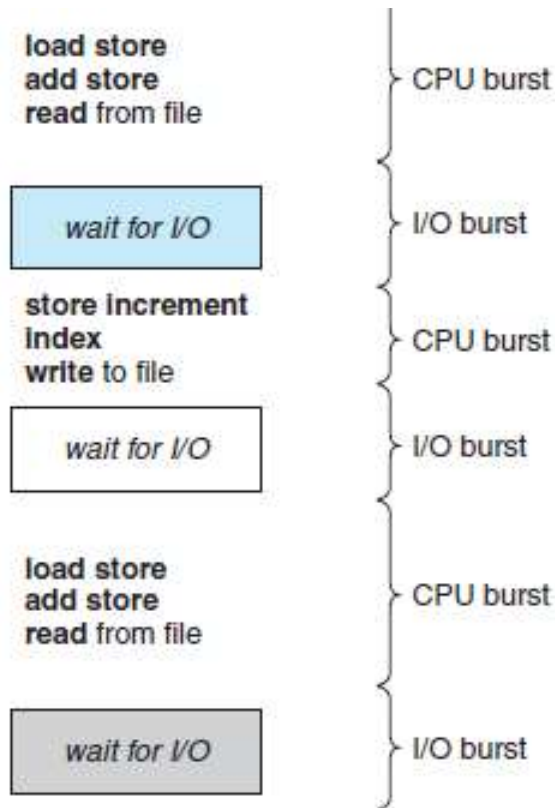 load store
add store
read from file
CPU burst
wait for I/O
I/O burst
store increment
index
write to file
CPU burst
wait for I/O
I/O burst
load store
add store
read from file
CPU burst
wait for I/O
I/O burst